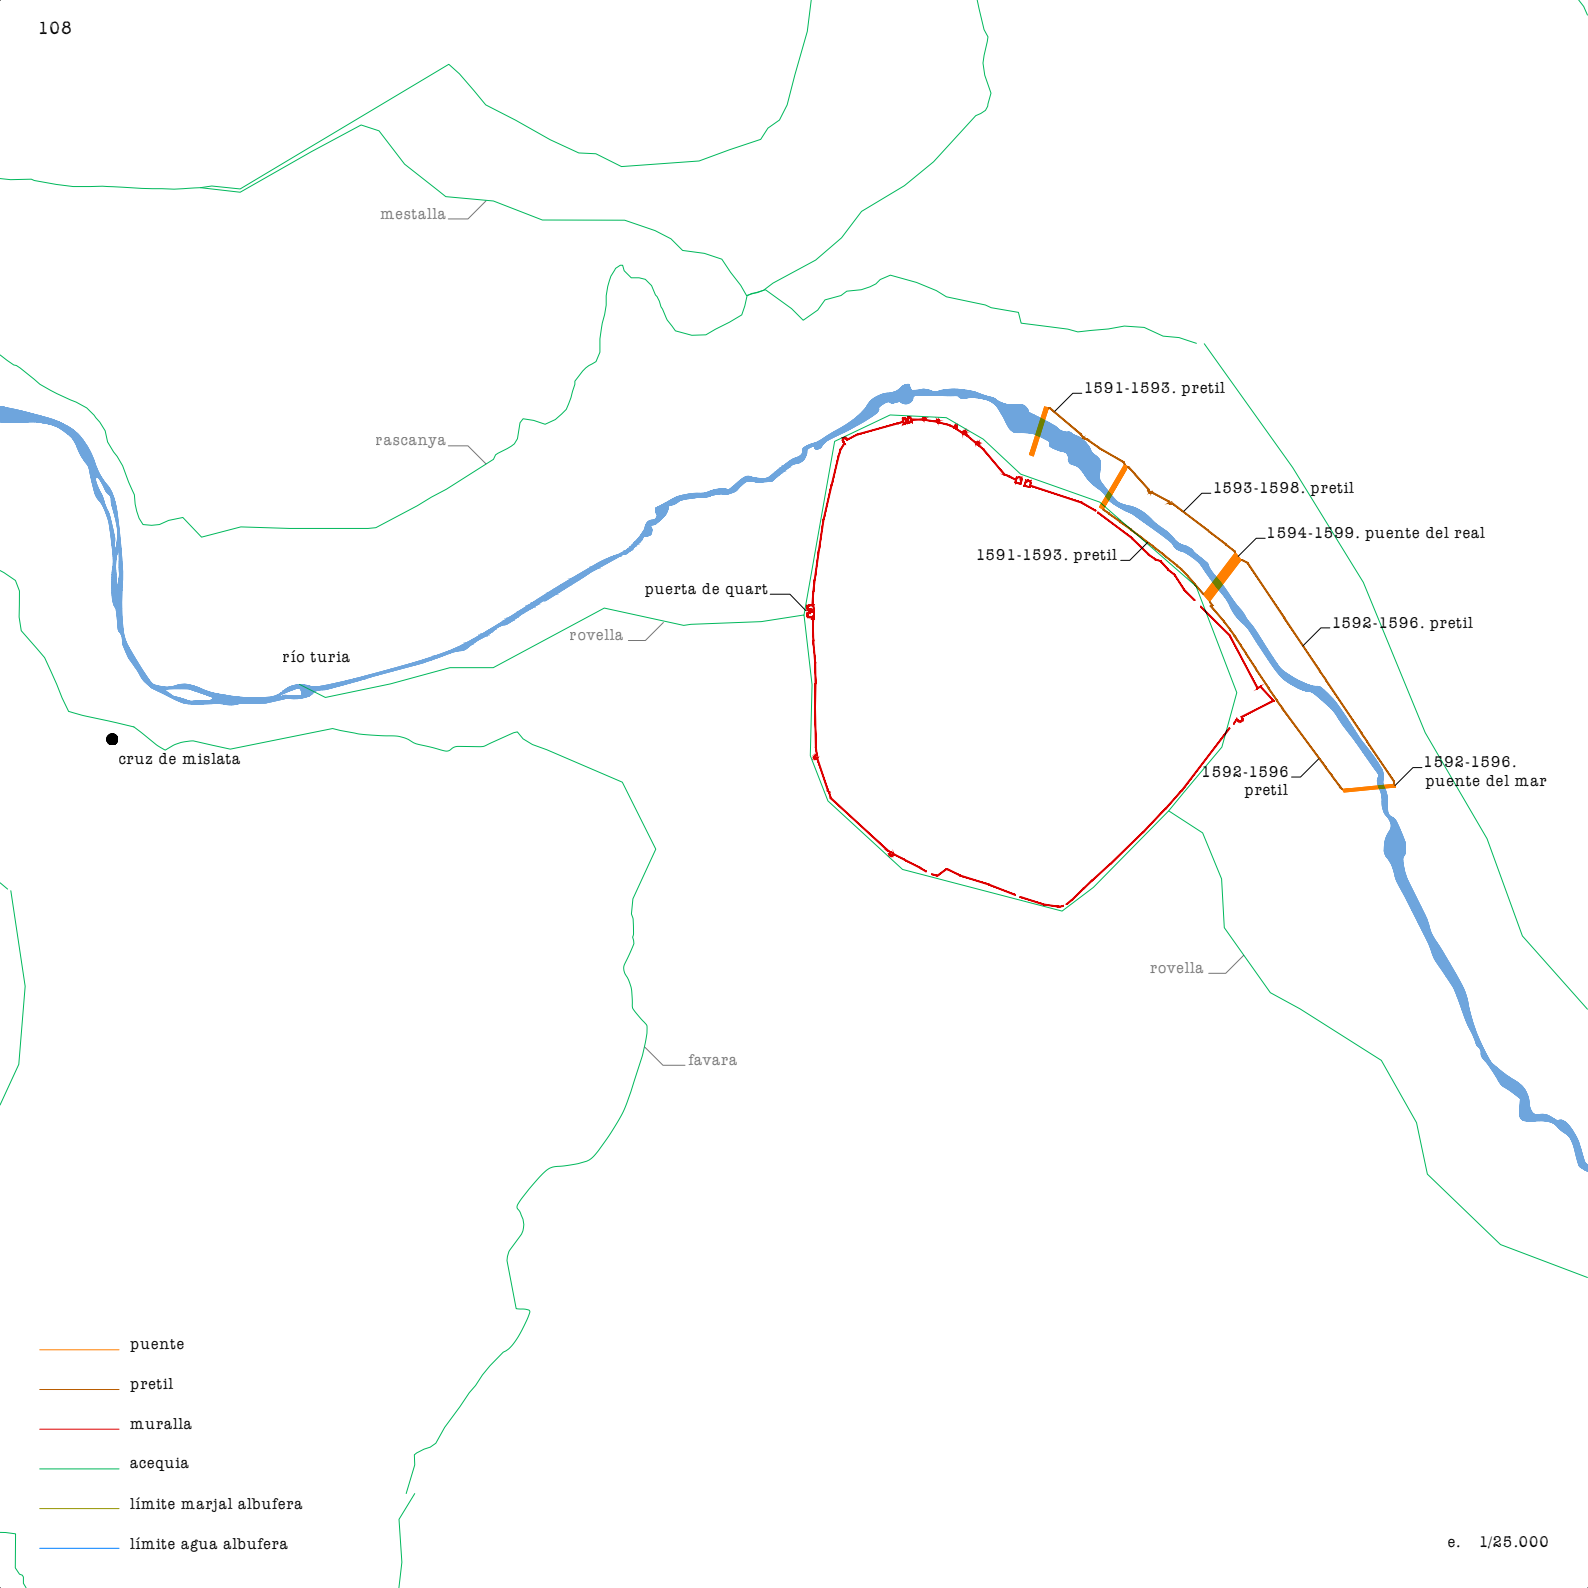 108
mestalla
1591-1593. pretil
rascanya
1593-1598. pretil
1594-1599. puente del real
1591-1593. pretil
puerta de quart
1592-1596. pretil
rovella
río turia
cruz de mislata
1592-1596
pretil
1592-1596.
puente del mar
rovella
favara
puente
pretil
muralla
acequia
límite marjal albufera
límite agua albufera
e. 1/25.000